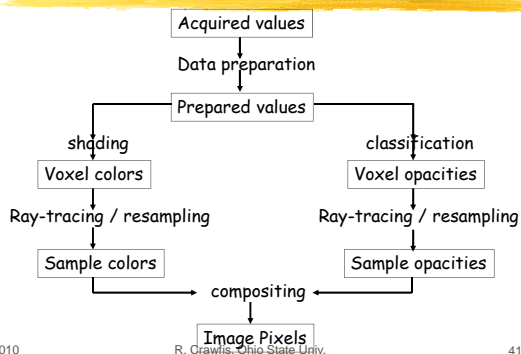 Acquired values
Data preparation
Prepared values
shading classification
Voxel colors Voxel opacities
Ray-tracing / resampling Ray-tracing / resampling
Sample colors Sample opacities
compositing
Image Pixels
010 R. Crawfis, Ohio State Univ. 41